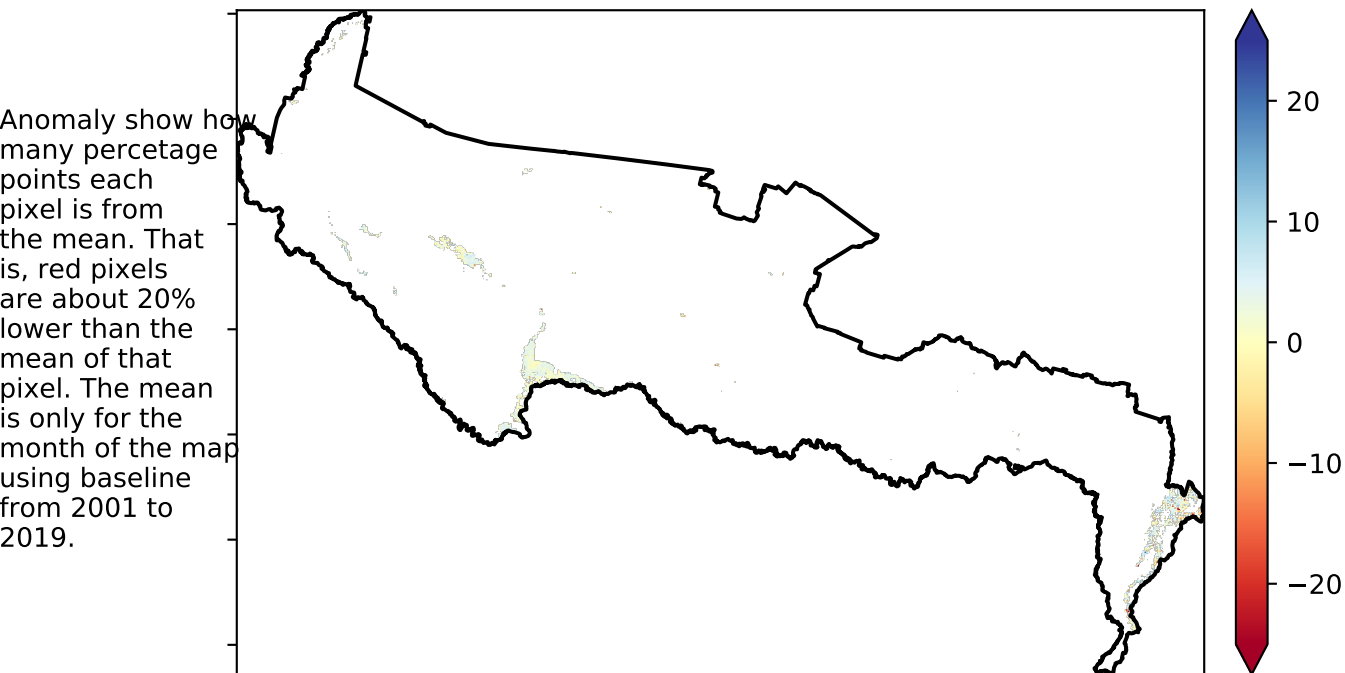 Anomaly show how
many percetage
points each
pixel is from
the mean. That
is, red pixels
are about 20%
lower than the
mean of that
pixel. The mean
is only for the
month of the map
using baseline
from 2001 to
2019.
20
10
0
−10
−20